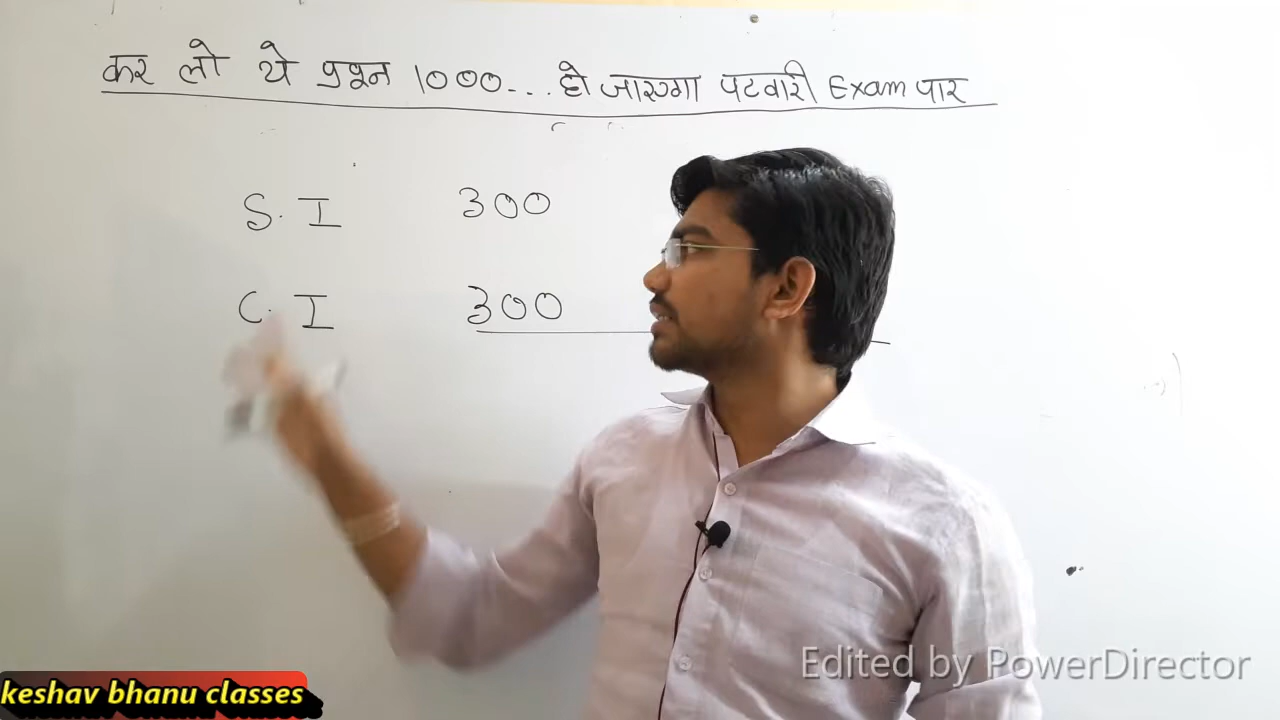 कर लो ये प्रश्न 1000... हो जाएगा पटवारी Exam पार
S. I 300
C. I 300
Edited by PowerDirector
keshav bhanu classes